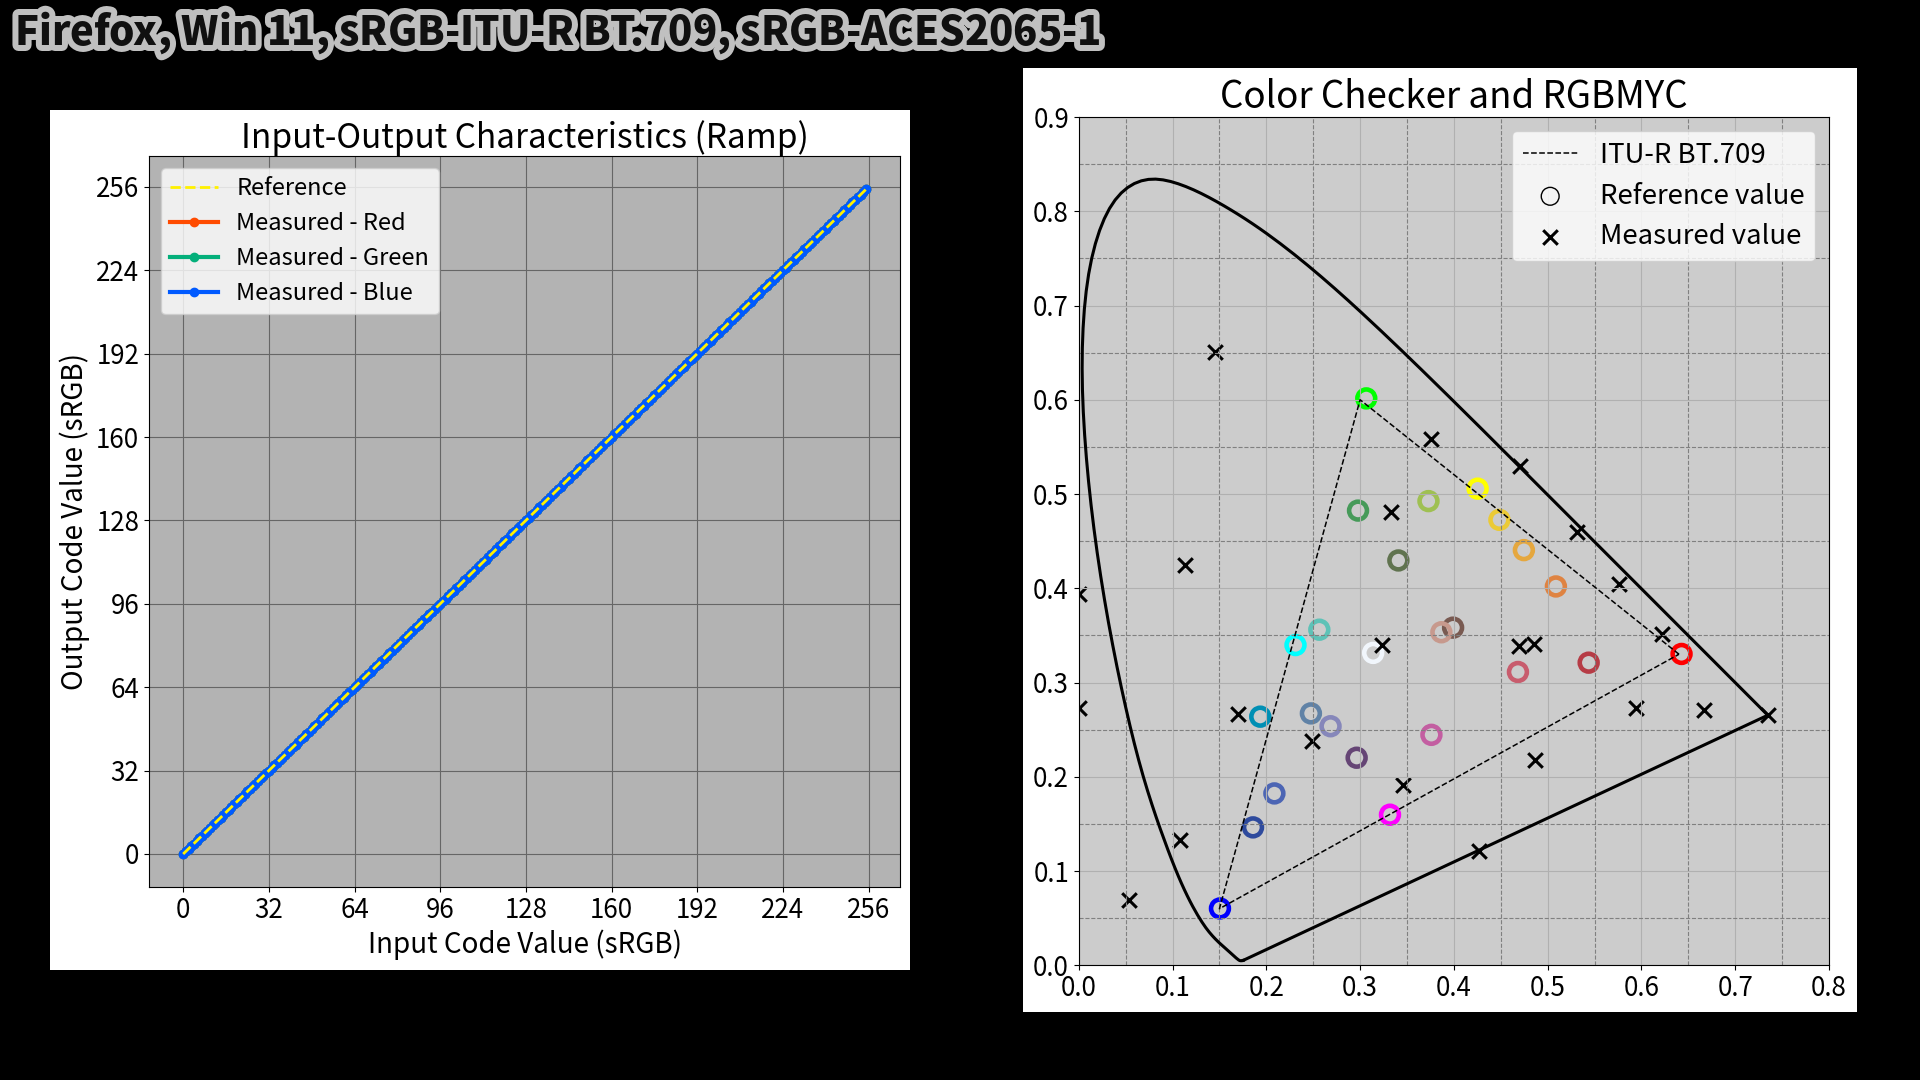 Firefox, Win 11, sRGB-ITU-R BT.709, sRGB-ACES2065-1
Input-Output Characteristics (Ramp)
Reference
Measured - Red
Measured - Green
Measured - Blue
256
224
192
160
128
96
64
32
0
Output Code Value (sRGB)
0 32 64 96 128 160 192 224 256
Input Code Value (sRGB)
Color Checker and RGBMYC
ITU-R BT.709
Reference value
Measured value
0.9
0.8
0.7
0.6
0.5
0.4
0.3
0.2
0.1
0.0
0.0 0.1 0.2 0.3 0.4 0.5 0.6 0.7 0.8